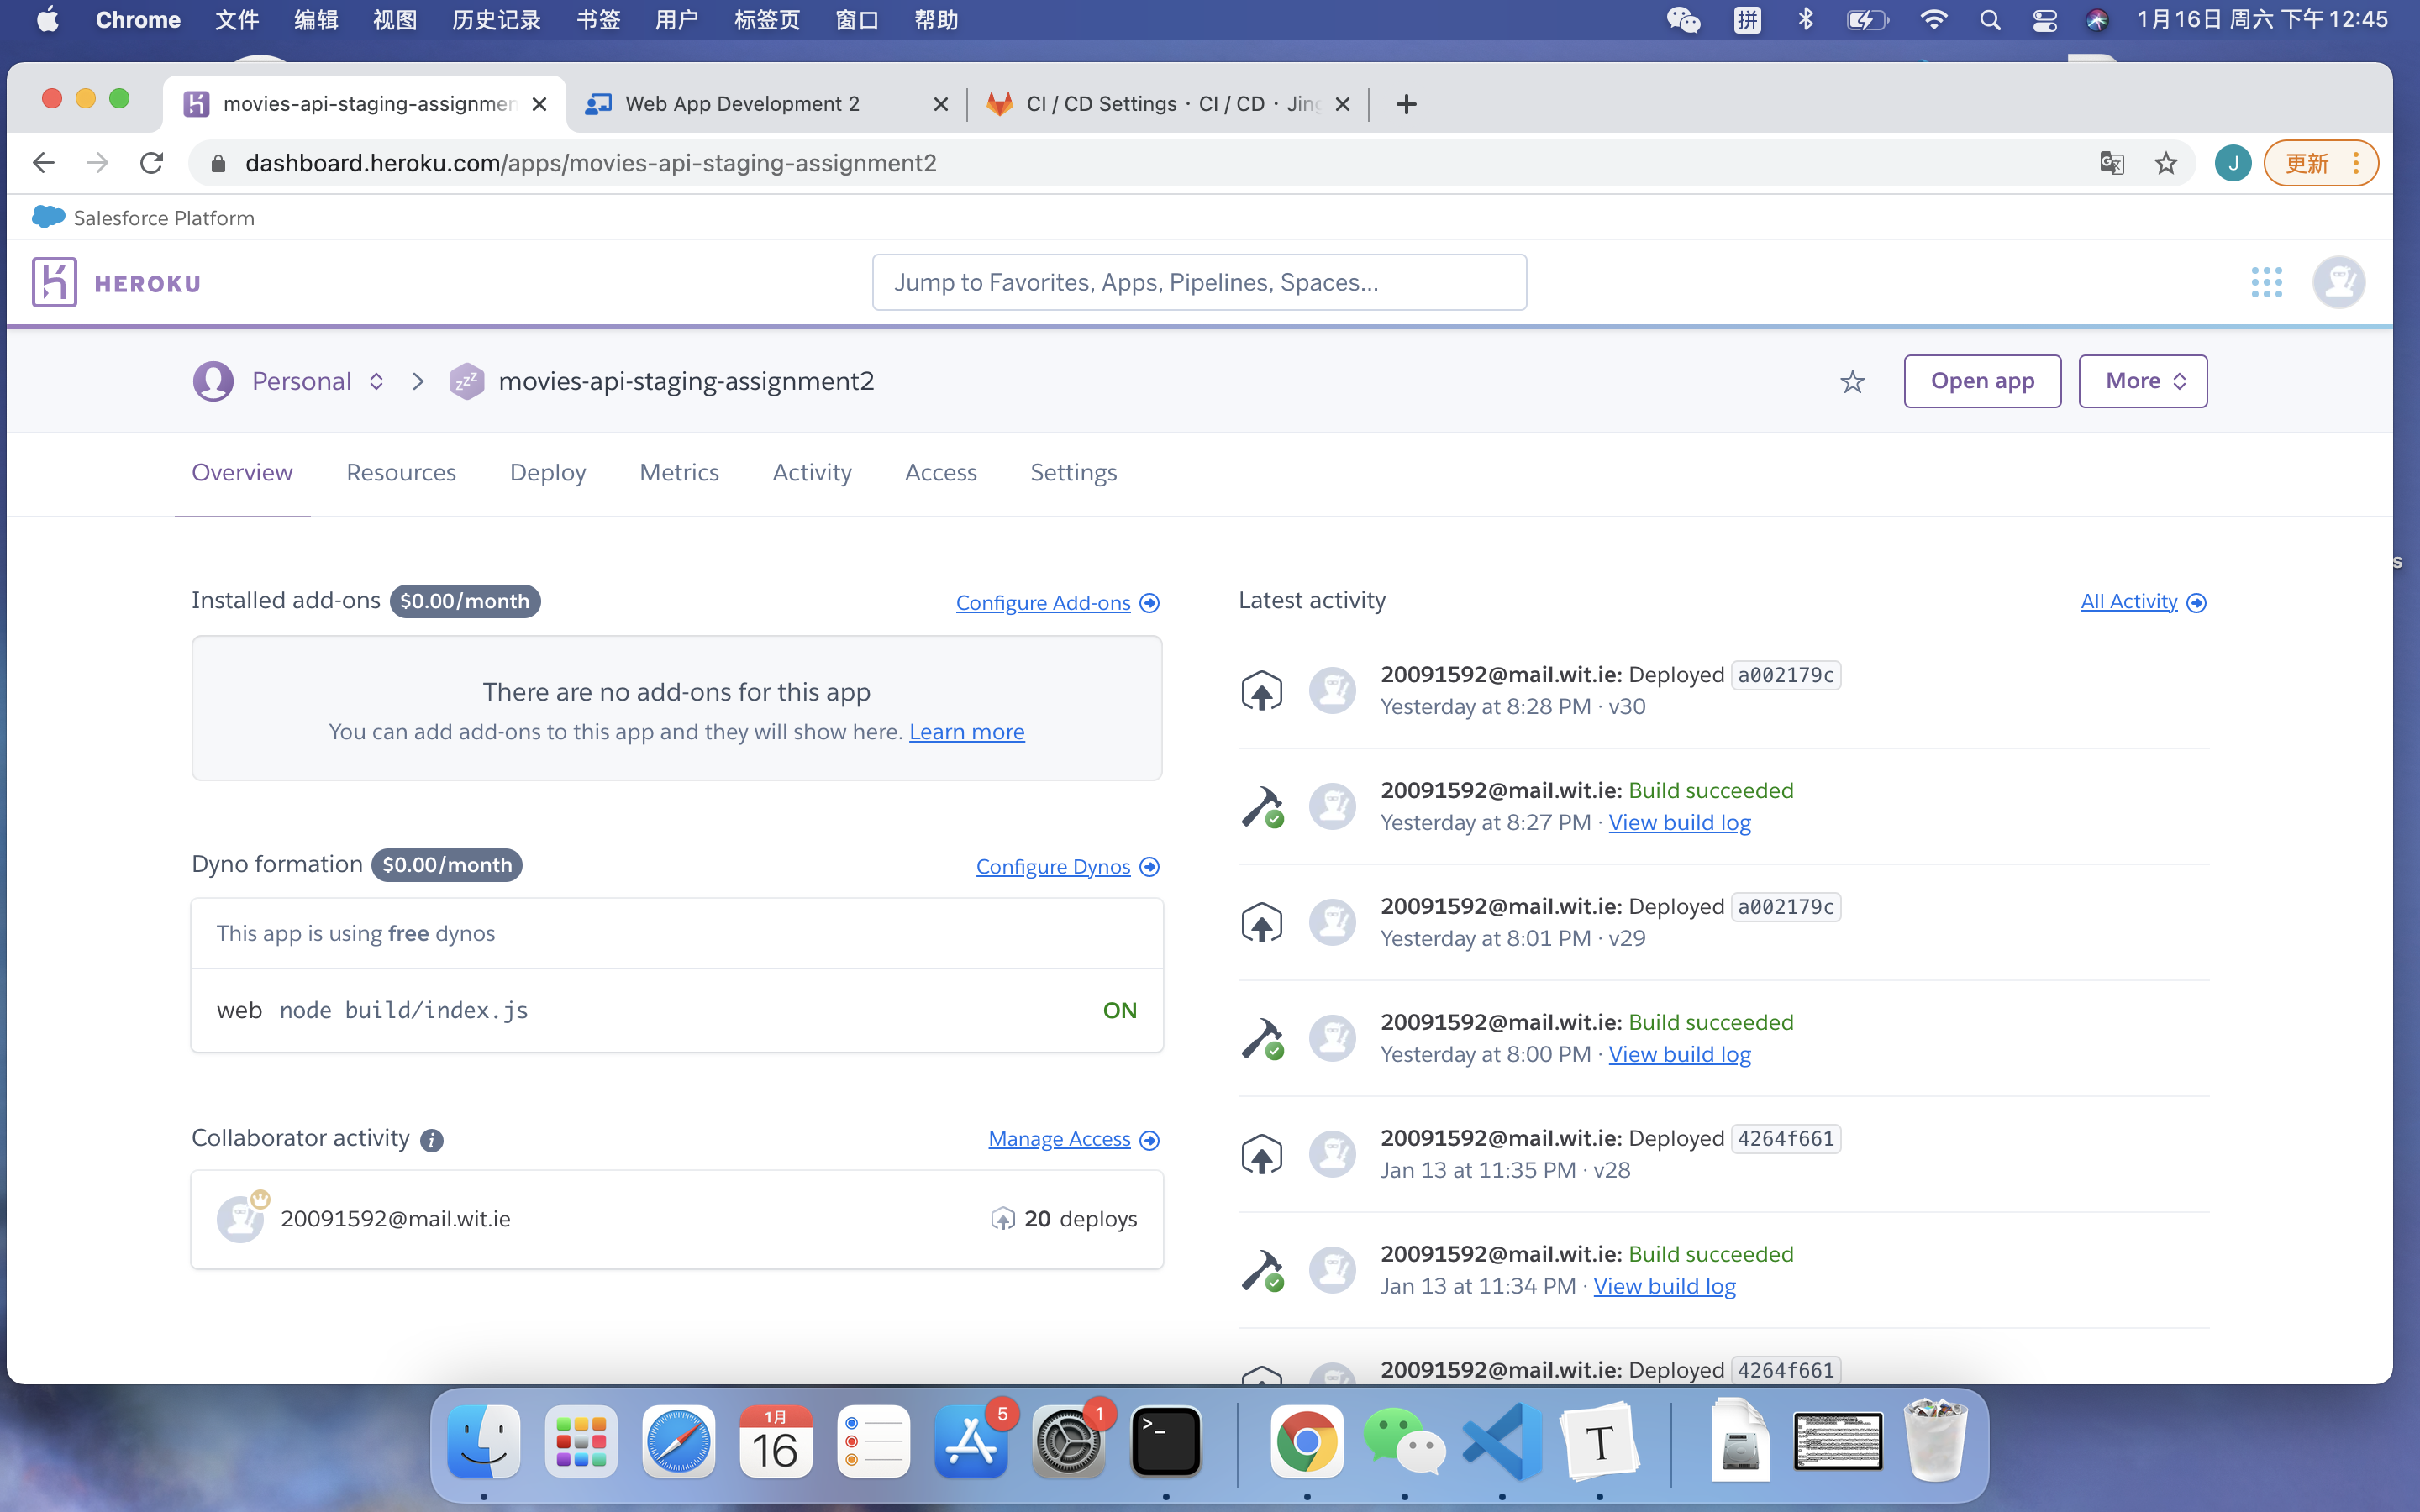 Chrome 文件 编辑 视图 历史记录 书签 用户 标签页 窗口 帮助 拼 1月16日 周六 下午12:45
movies-api-staging-assignmen Web App Development 2 CI / CD Settings · CI / CD · Jing
dashboard.heroku.com/apps/movies-api-staging-assignment2 J 更新
Salesforce Platform
HEROKU Jump to Favorites, Apps, Pipelines, Spaces...
Personal movies-api-staging-assignment2 Open app More
Overview Resources Deploy Metrics Activity Access Settings
Installed add-ons $0.00/month Configure Add-ons
There are no add-ons for this app
You can add add-ons to this app and they will show here. Learn more
Dyno formation $0.00/month Configure Dynos
This app is using free dynos
web node build/index.js ON
Collaborator activity Manage Access
20091592@mail.wit.ie 20 deploys
Latest activity All Activity
20091592@mail.wit.ie: Deployed a002179c
Yesterday at 8:28 PM · v30
20091592@mail.wit.ie: Build succeeded
Yesterday at 8:27 PM · View build log
20091592@mail.wit.ie: Deployed a002179c
Yesterday at 8:01 PM · v29
20091592@mail.wit.ie: Build succeeded
Yesterday at 8:00 PM · View build log
20091592@mail.wit.ie: Deployed 4264f661
Jan 13 at 11:35 PM · v28
20091592@mail.wit.ie: Build succeeded
Jan 13 at 11:34 PM · View build log
20091592@mail.wit.ie: Deployed 4264f661
s
1月
16
5
1
>_
T